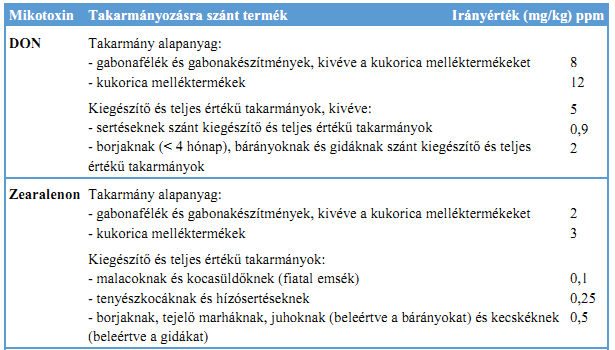 Mikotoxin Takarmányozásra szánt termék Irányérték (mg/kg) ppm
DON Takarmány alapanyag:
- gabonafélék és gabonakészítmények, kivéve a kukorica melléktermékeket 8
- kukorica melléktermékek 12
Kiegészítő és teljes értékű takarmányok, kivéve: 5
- sertéseknek szánt kiegészítő és teljes értékű takarmányok 0,9
- borjaknak (< 4 hónap), bárányoknak és gidáknak szánt kiegészítő és teljes 2
értékű takarmányok
Zearalenon Takarmány alapanyag:
- gabonafélék és gabonakészítmények, kivéve a kukorica melléktermékeket 2
- kukorica melléktermékek 3
Kiegészítő és teljes értékű takarmányok:
- malacoknak és kocasüldőknek (fiatal emsék) 0,1
- tenyészkocáknak és hízósertéseknek 0,25
- borjaknak, tejelő marháknak, juhoknak (beleértve a bárányokat) és kecskéknek 0,5
(beleértve a gidákat)